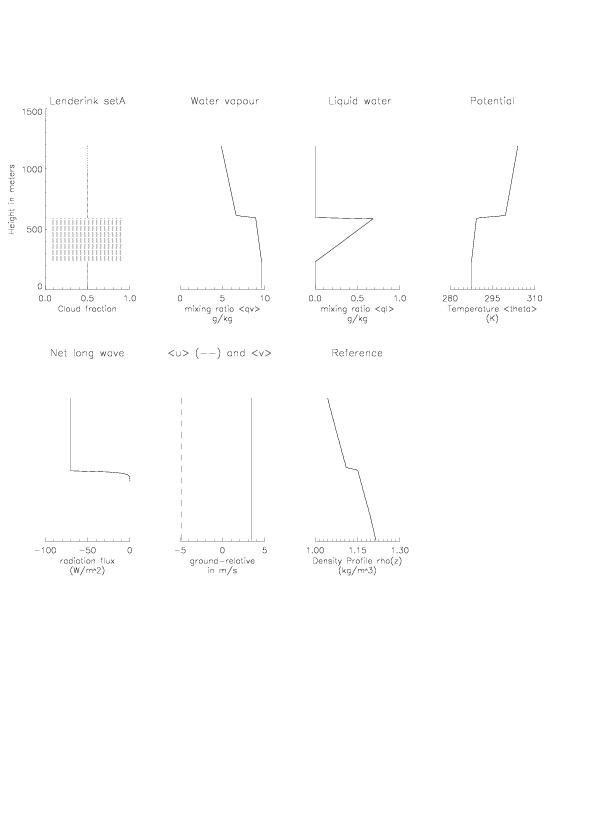 Lenderink setA
Water vapour
Liquid water
Potential
1500
1000
500
0
Height in meters
0.0 0.5 1.0
Cloud fraction
0 5 10
mixing ratio <qv>
g/kg
0.0 0.5 1.0
mixing ratio <ql>
g/kg
280 295 310
Temperature <theta>
(K)
Net long wave
<u> (--) and <v>
Reference
-100 -50 0
radiation flux
(W/m^2)
-5 0 5
ground-relative
in m/s
1.00 1.15 1.30
Density Profile rho(z)
(kg/m^3)